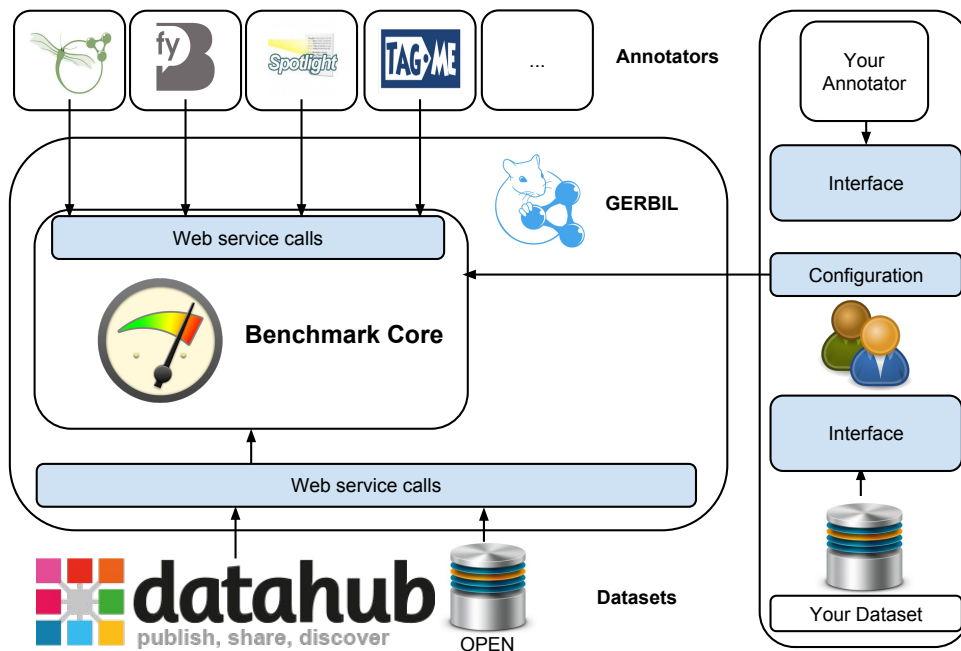 fy
B
Spotlight
TAG ME
...
Annotators
Your
Annotator
Interface
GERBIL
Web service calls
Configuration
Benchmark Core
Interface
Web service calls
datahub
publish, share, discover
OPEN
Datasets
Your Dataset